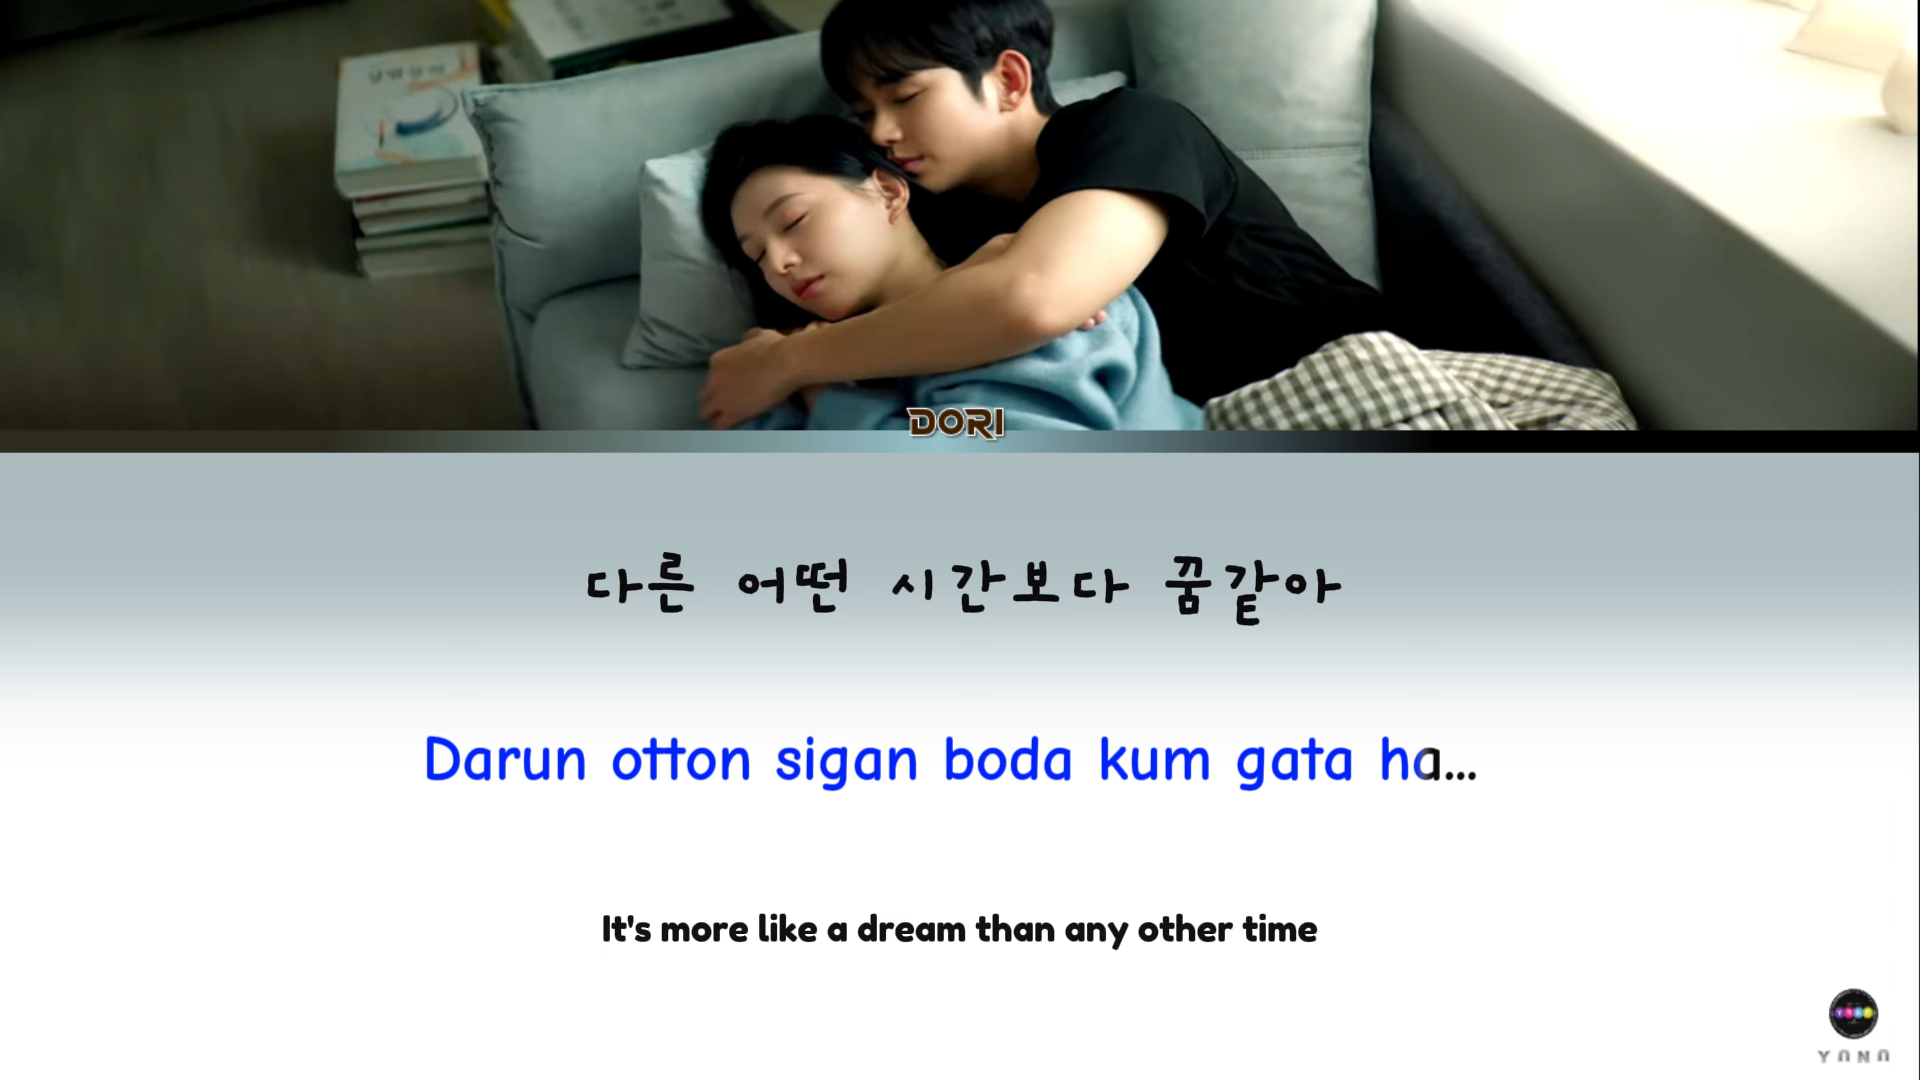 DORI
다른 어떤 시간보다 꿈같아
Darun otton sigan boda kum gata ha...
It's more like a dream than any other time
YANA